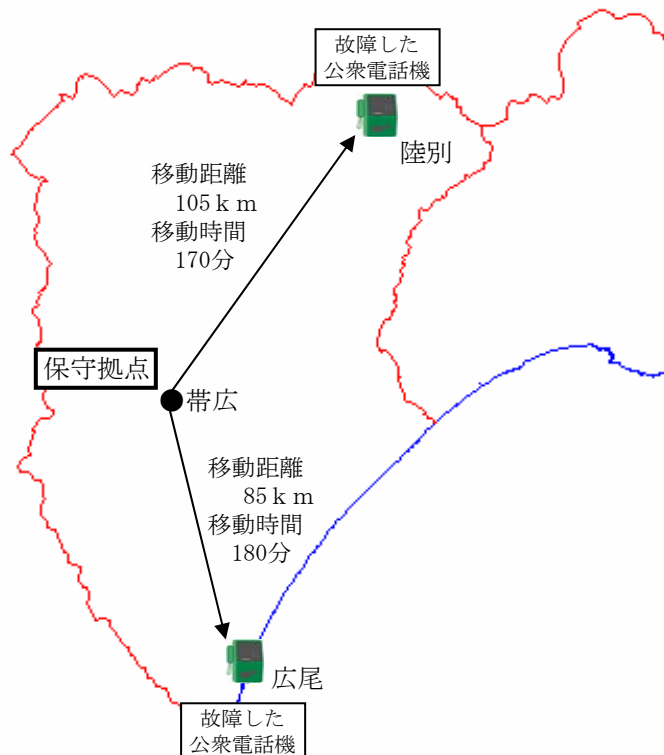 故障した
公衆電話機
陸別
移動距離
105ｋｍ
移動時間
170分
保守拠点
帯広
移動距離
85ｋｍ
移動時間
180分
広尾
故障した
公衆電話機